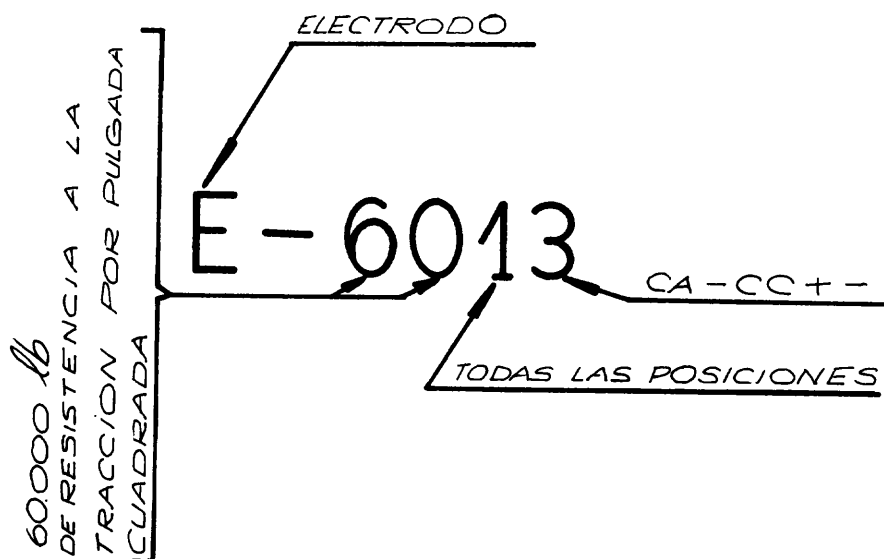 ELECTRODO
E-6013
CA-CC+-
TODAS LAS POSICIONES
60.000 lb
DE RESISTENCIA A LA
TRACCION POR PULGADA
CUADRADA